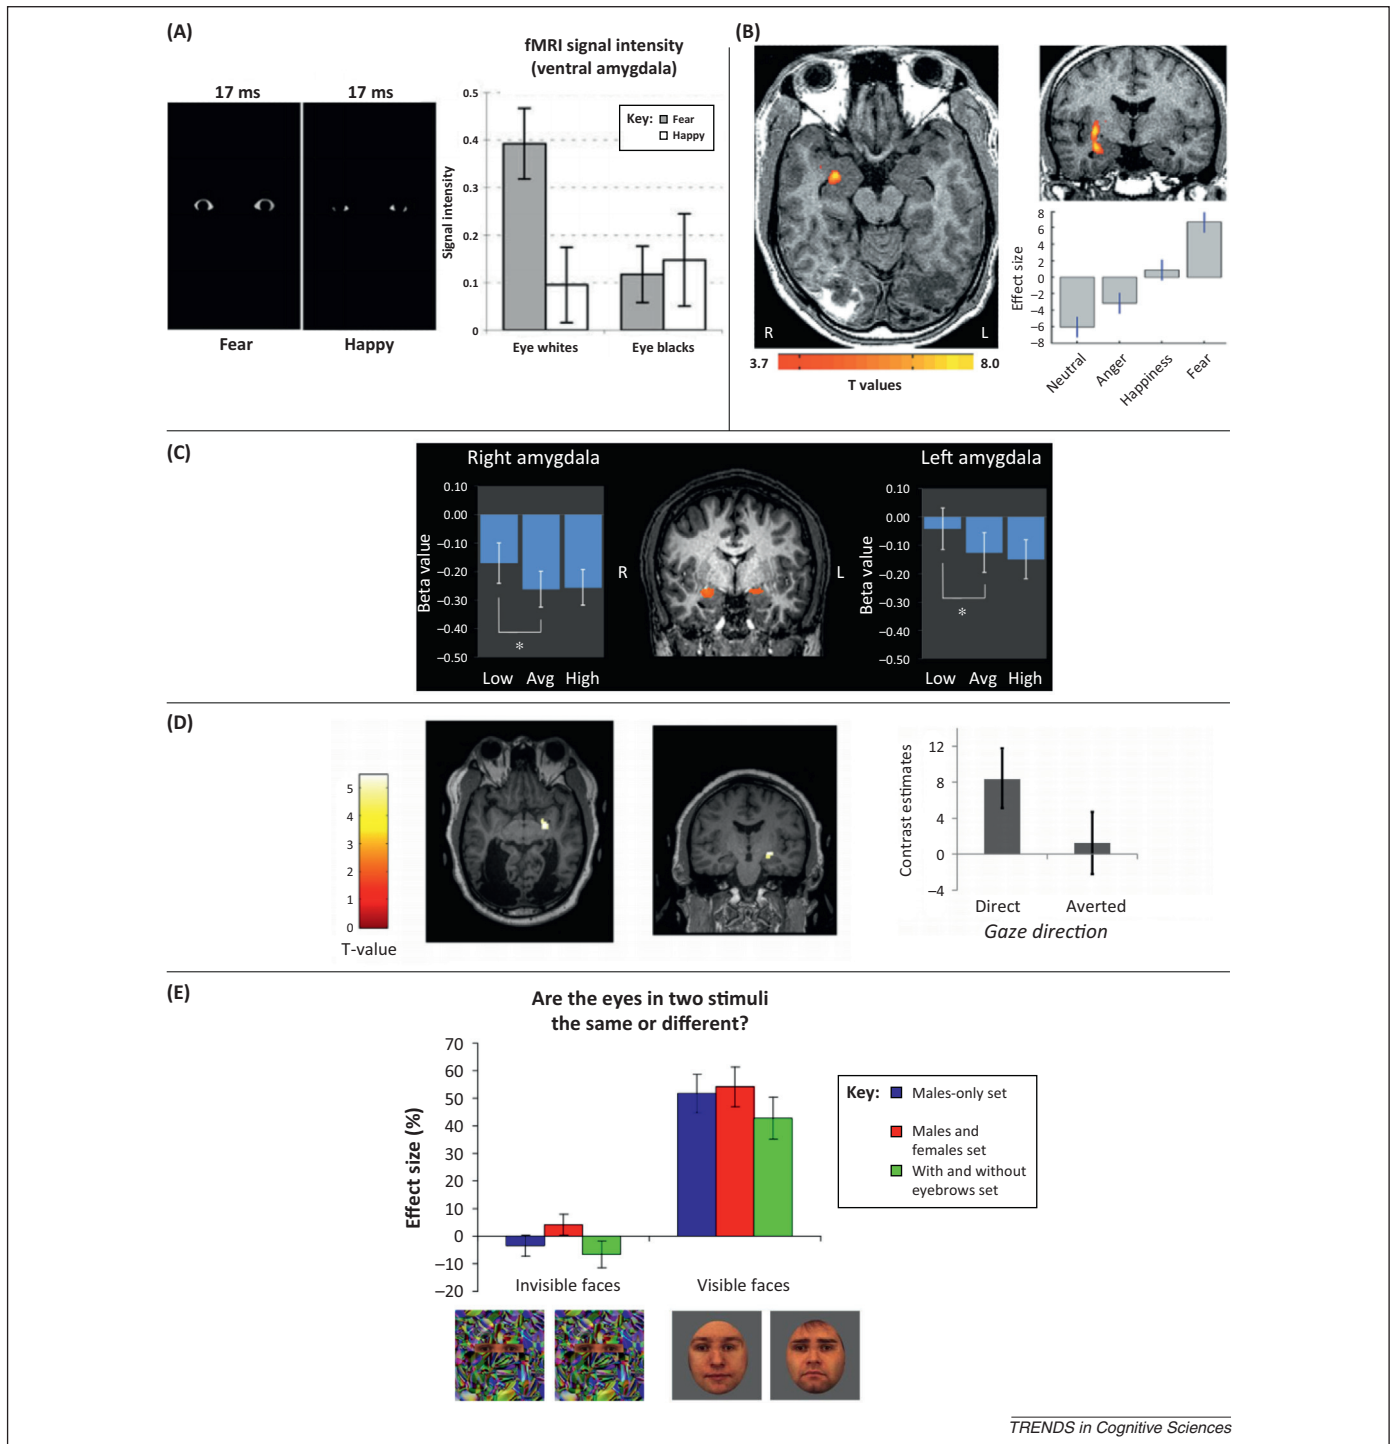 (A)
fMRI signal intensity
(ventral amygdala)
17 ms
17 ms
Fear
Happy
Signal intensity
0.5
0.4
0.3
0.2
0.1
0
Key: Fear
Happy
Eye whites
Eye blacks
(B)
R
L
3.7
8.0
T values
Effect size
8
6
4
2
0
−2
−4
−6
−8
Neutral
Anger
Happiness
Fear
(C)
Right amygdala
Beta value
0.10
0.00
−0.10
−0.20
−0.30
−0.40
−0.50
*
Low
Avg
High
R
L
Left amygdala
Beta value
0.10
0.00
−0.10
−0.20
−0.30
−0.40
−0.50
*
Low
Avg
High
(D)
5
4
3
2
1
0
T-value
Contrast estimates
12
8
4
0
−4
Direct
Averted
Gaze direction
(E)
Are the eyes in two stimuli
the same or different?
Effect size (%)
70
60
50
40
30
20
10
0
−10
−20
Invisible faces
Visible faces
Key: Males-only set
Males and
females set
With and without
eyebrows set
TRENDS in Cognitive Sciences